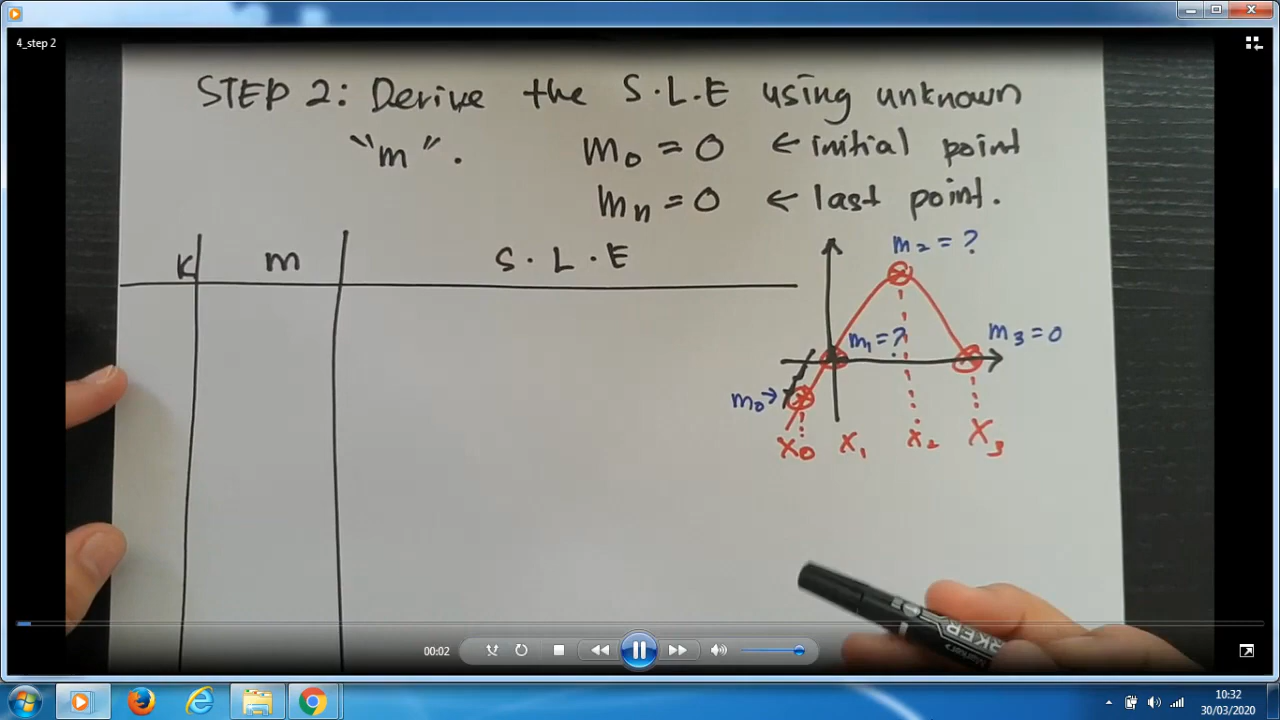 4_step 2
STEP 2: Derive the S.L.E using unknown
"m". m₀ = 0 ← initial point
mₙ = 0 ← last point.
K m S.L.E
m₂ = ?
m₁ = ?
m₃ = 0
m₀ →
x₀ x₁ x₂ x₃
MARKER
00:02
10:32
30/03/2020